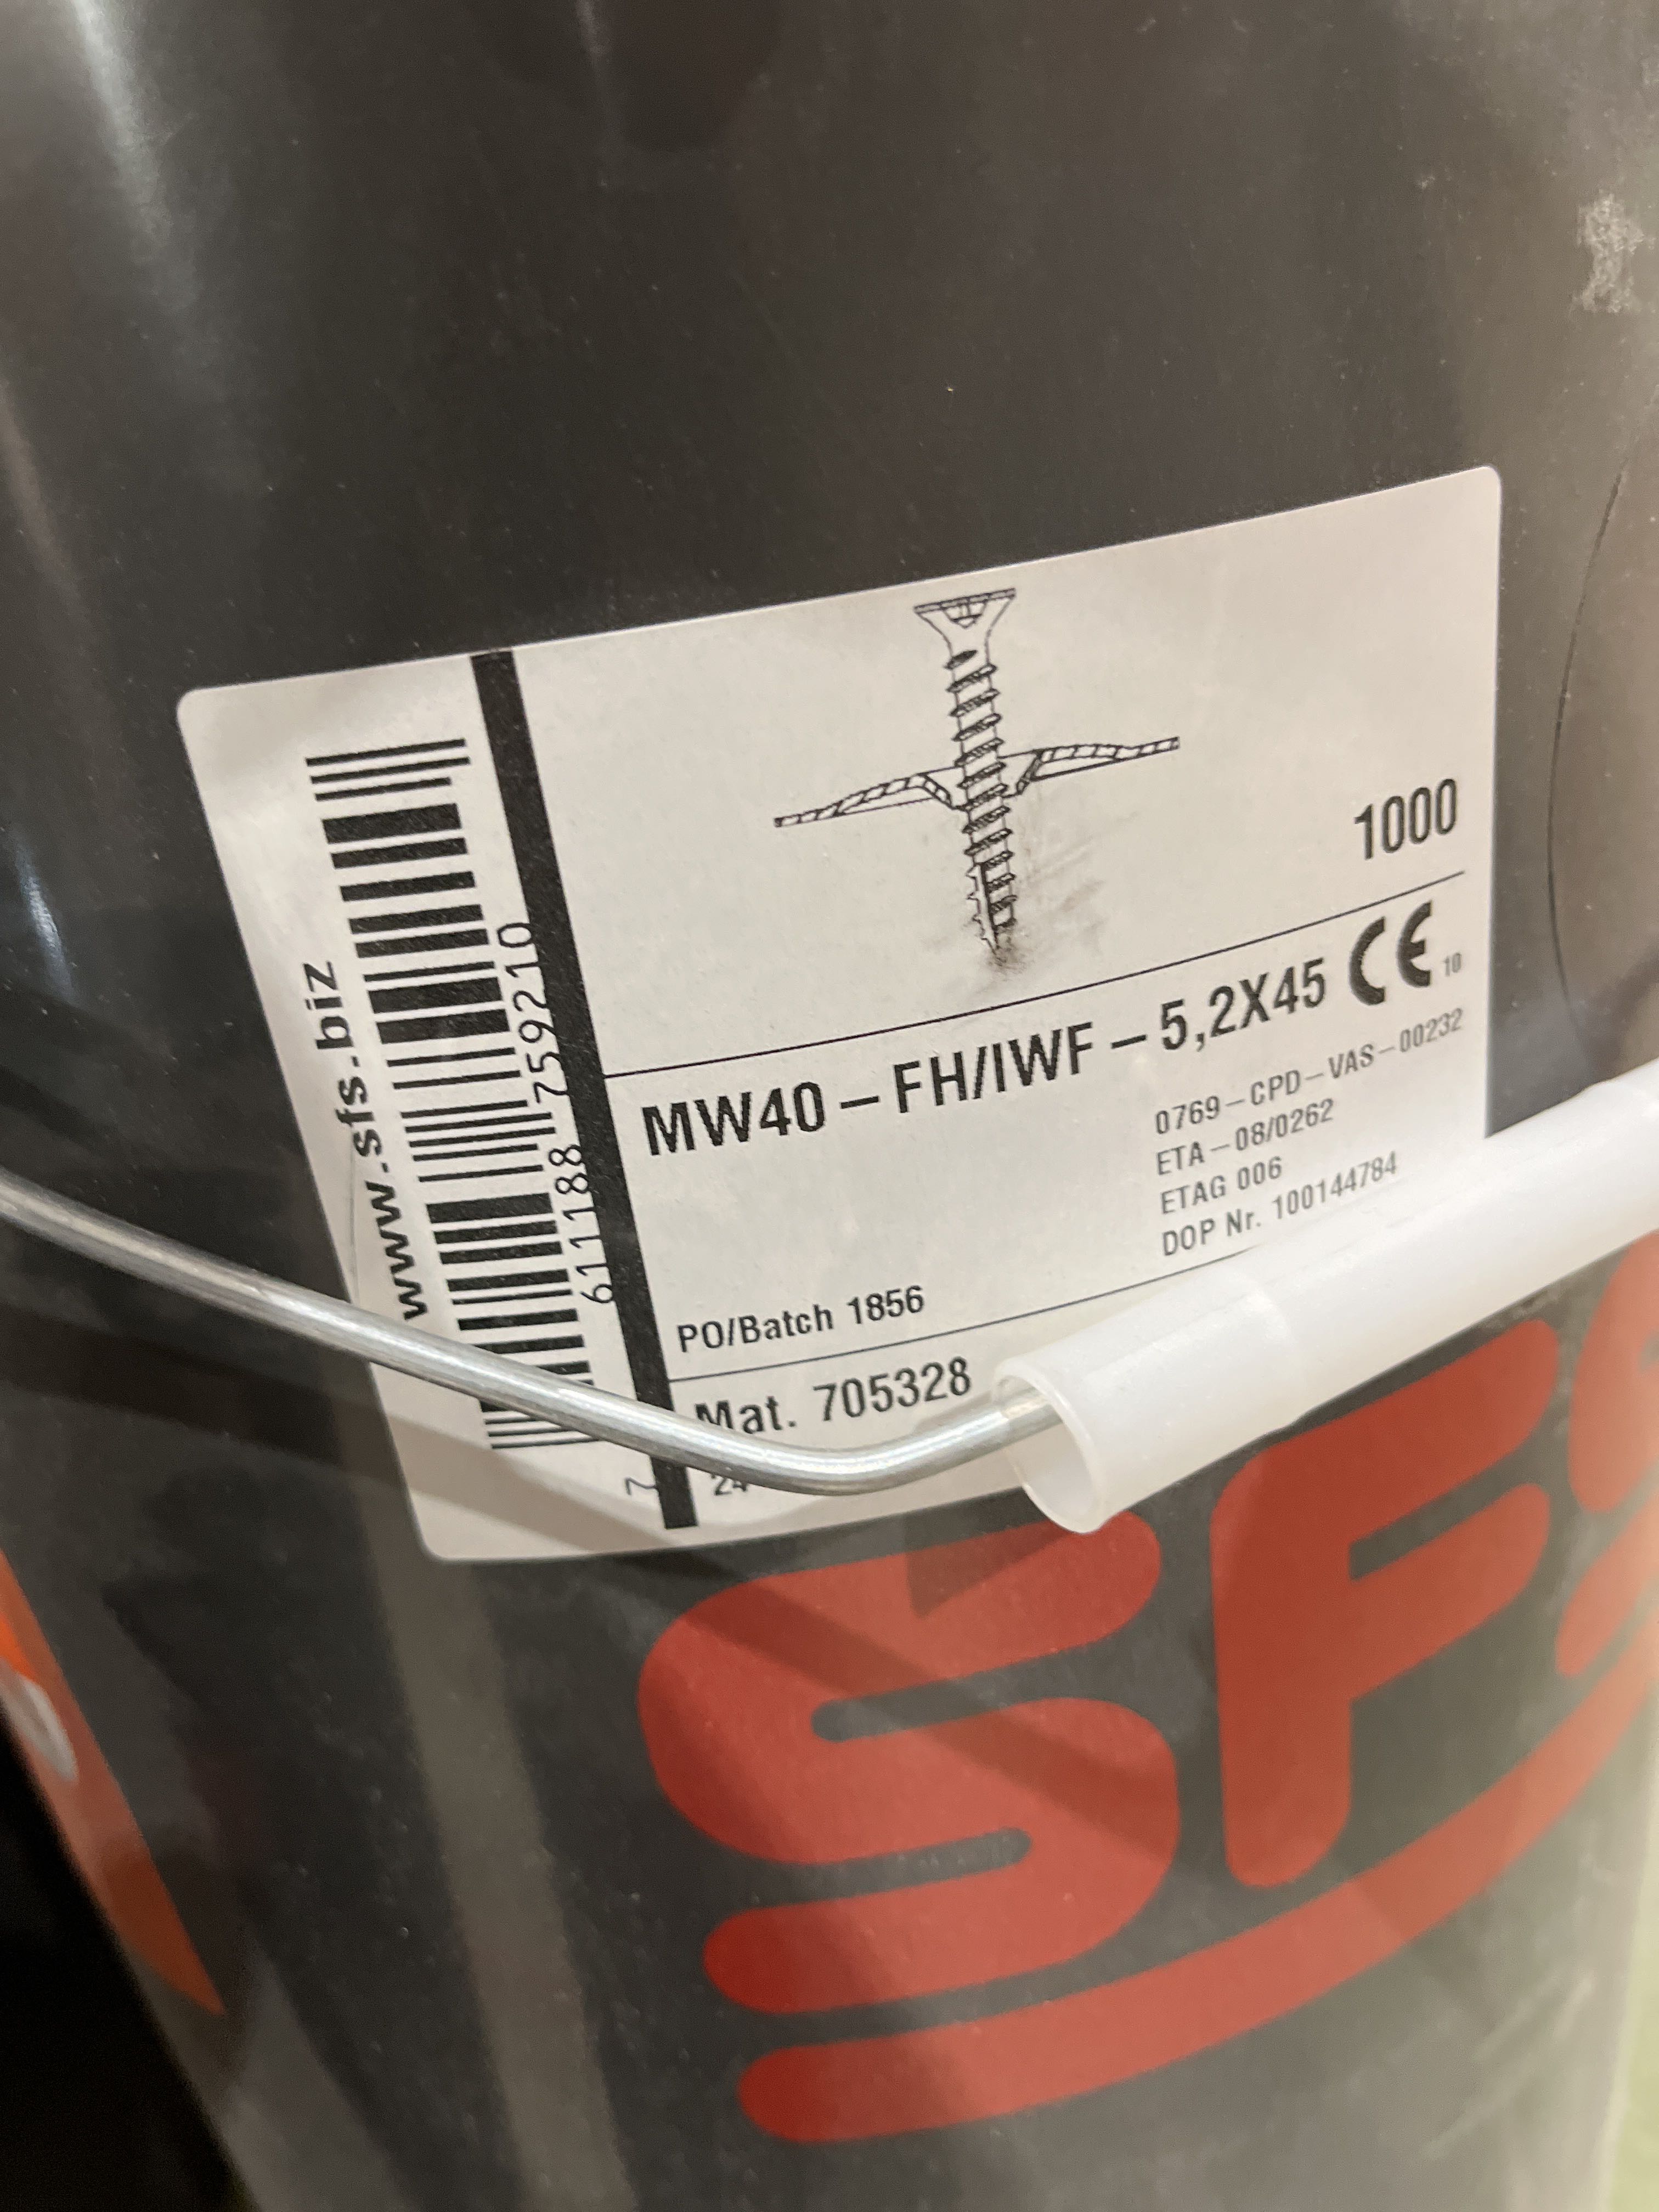 1000
MW40-FH/IWF-5,2X45 CE 10
0769-CPD-VAS-00232
ETA-08/0262
ETAG 006
DOP Nr. 100144784
PO/Batch 1856
Mat. 705328
www.sfs.biz
7 611188 759210
SFS